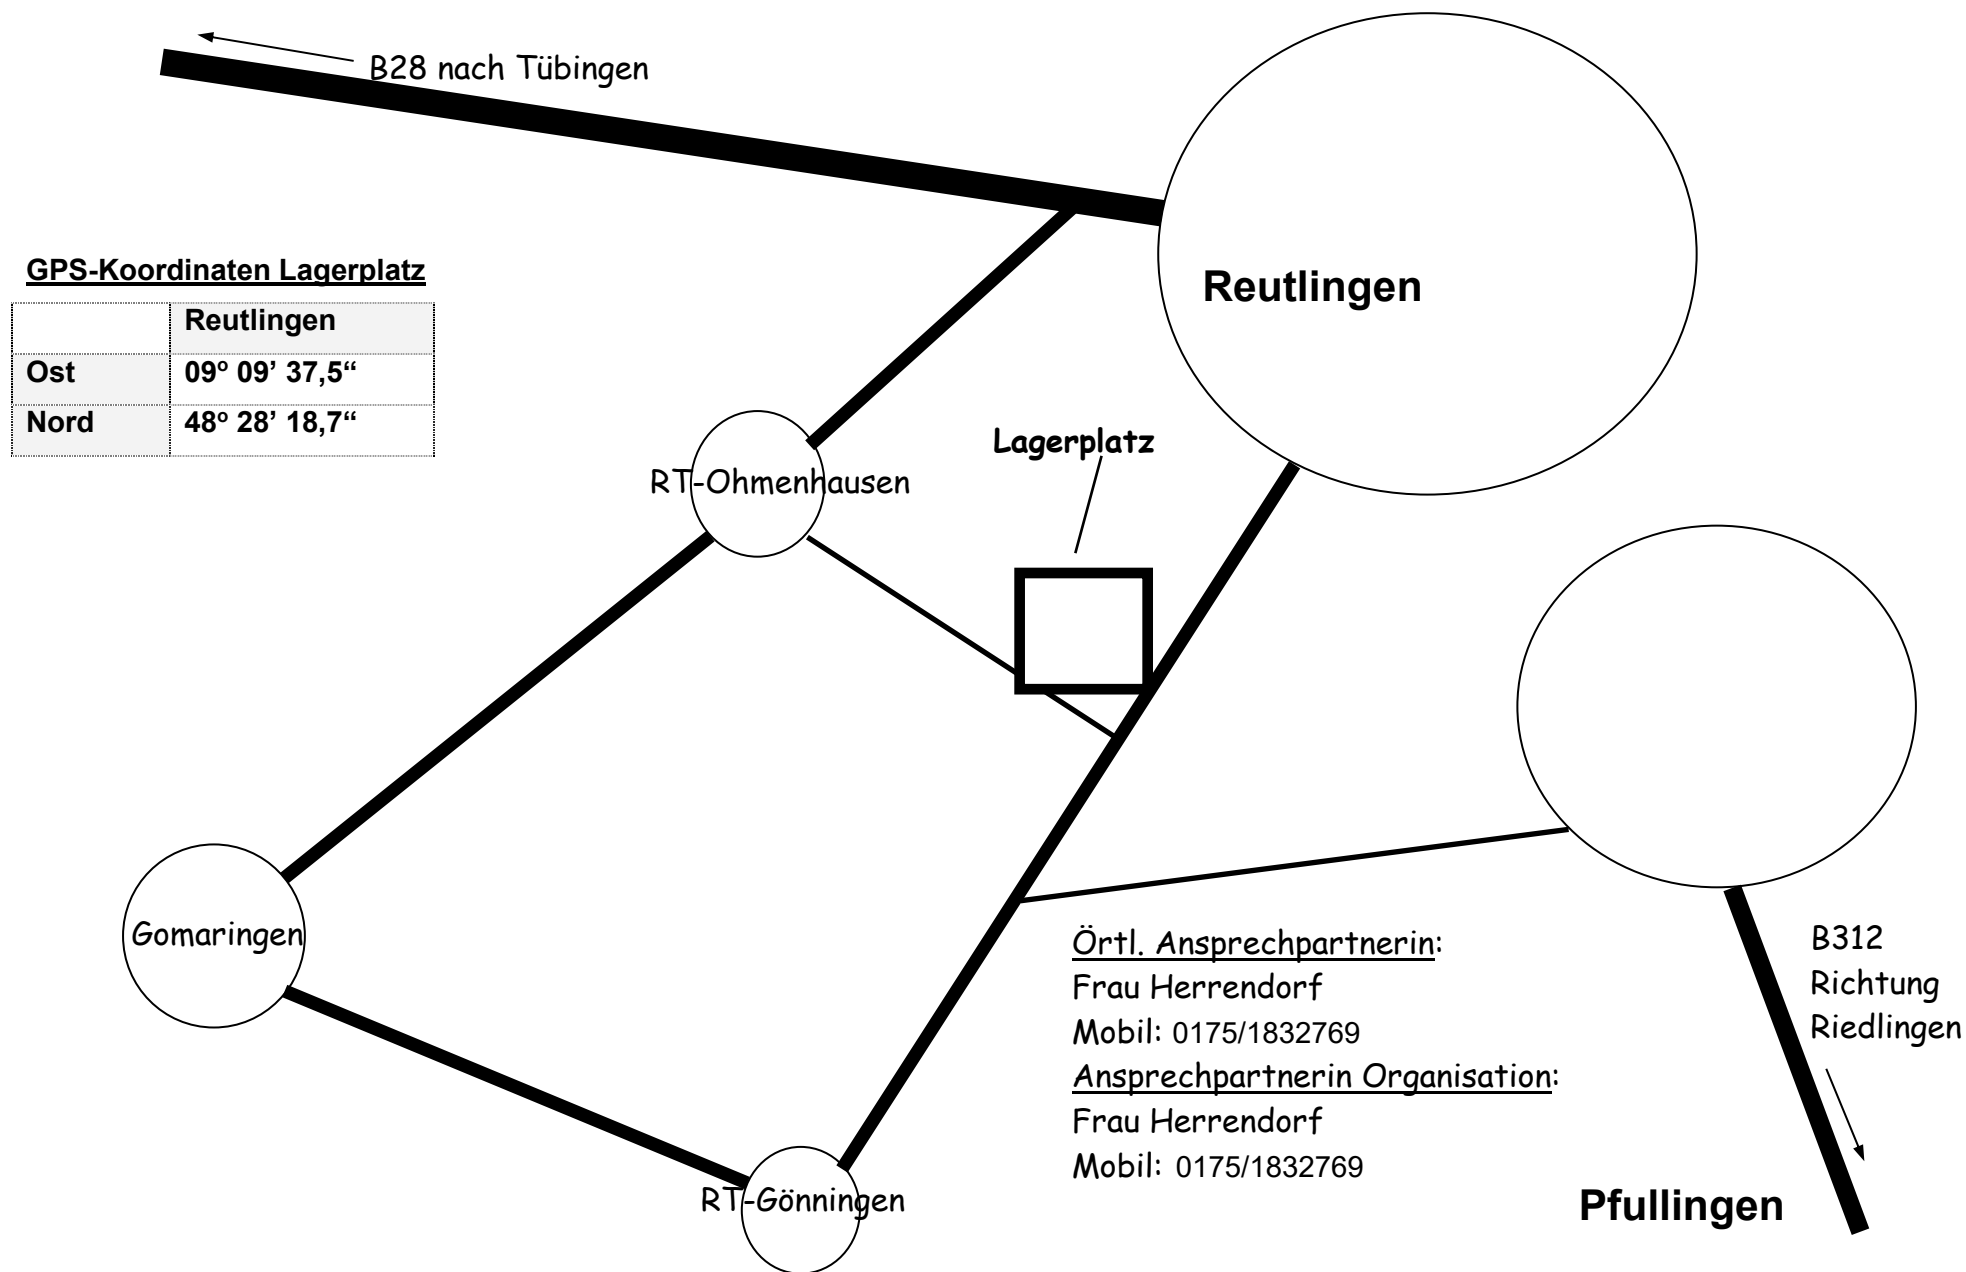 B28 nach Tübingen
GPS-Koordinaten Lagerplatz
Reutlingen
Ost 09º 09’ 37,5“
Nord 48º 28’ 18,7“
Reutlingen
Lagerplatz
RT-Ohmenhausen
Gomaringen
RT-Gönningen
Örtl. Ansprechpartnerin:
Frau Herrendorf
Mobil: 0175/1832769
Ansprechpartnerin Organisation:
Frau Herrendorf
Mobil: 0175/1832769
B312
Richtung
Riedlingen
Pfullingen